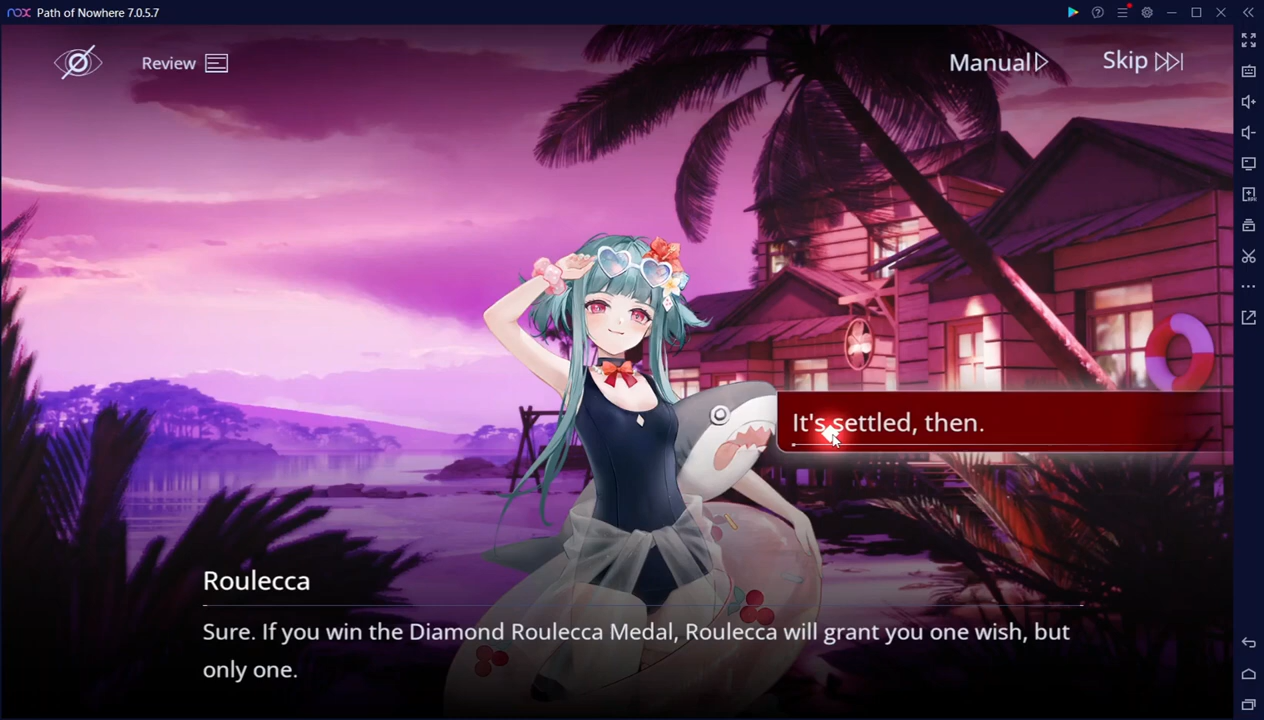 nox Path of Nowhere 7.0.5.7
Review
Manual
Skip
It's settled, then.
Roulecca
Sure. If you win the Diamond Roulecca Medal, Roulecca will grant you one wish, but
only one.